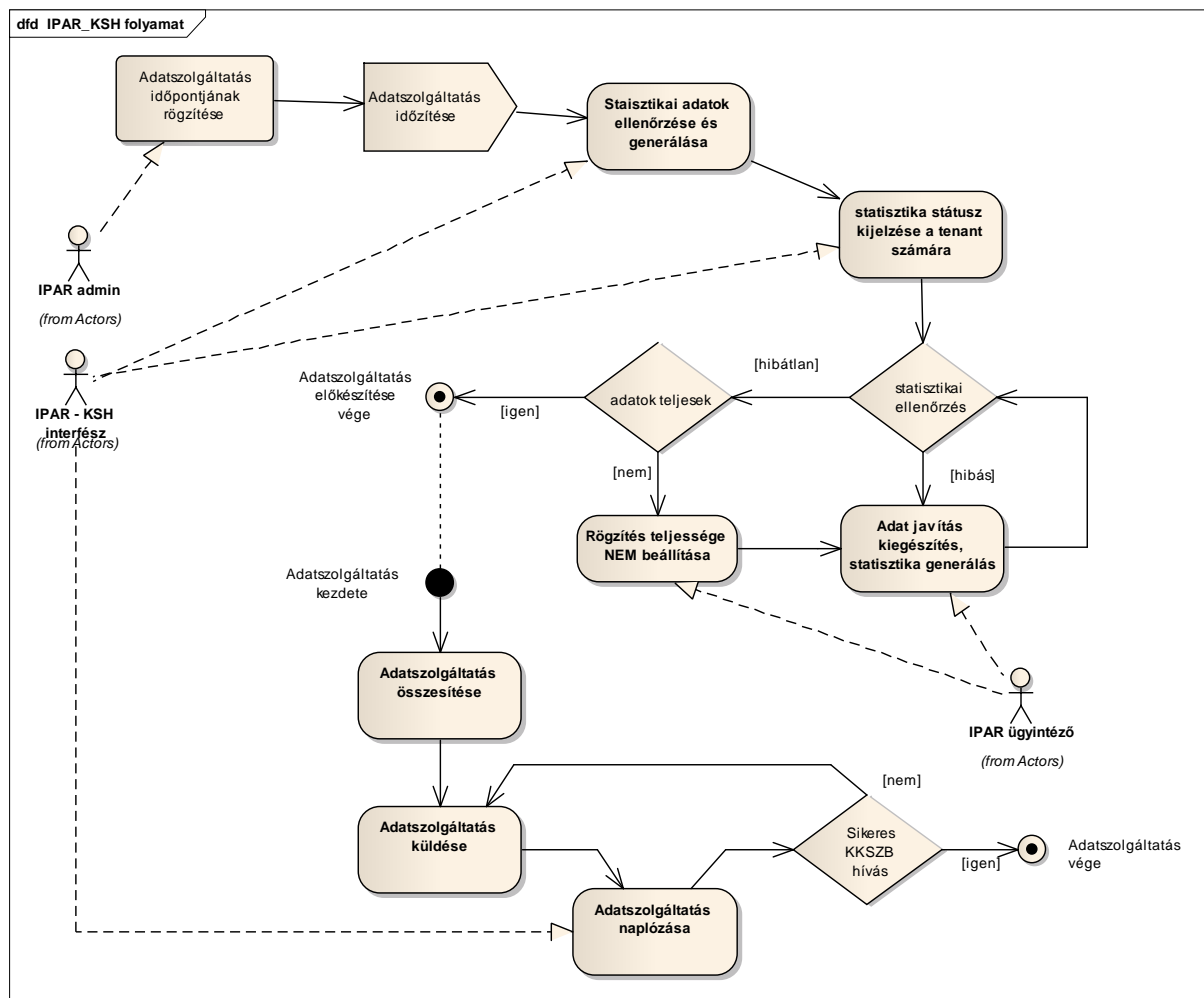 dfd IPAR_KSH folyamat
Adatszolgáltatás
időpontjának
rögzítése
Adatszolgáltatás
időzítése
Staisztikai adatok
ellenőrzése és
generálása
statisztika státusz
kijelzése a tenant
számára
IPAR admin
(from Actors)
IPAR - KSH
interfész
(from Actors)
Adatszolgáltatás
előkészítése
vége
[igen]
adatok teljesek
[hibátlan]
statisztikai
ellenőrzés
[nem]
[hibás]
Rögzítés teljessége
NEM beállítása
Adat javítás
kiegészítés,
statisztika generálás
Adatszolgáltatás
kezdete
Adatszolgáltatás
összesítése
IPAR ügyintéző
(from Actors)
[nem]
Adatszolgáltatás
küldése
Sikeres
KKSZB
hívás
[igen]
Adatszolgáltatás
vége
Adatszolgáltatás
naplózása